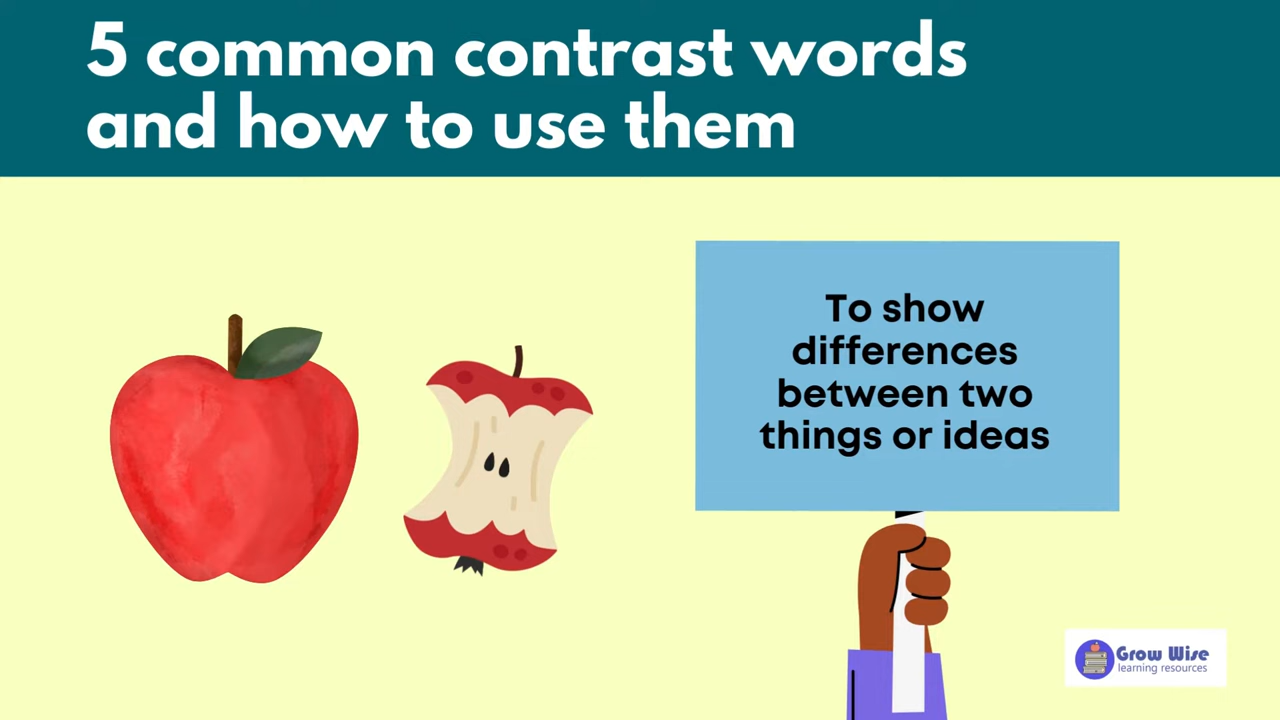 5 common contrast words
and how to use them
To show
differences
between two
things or ideas
Grow Wise
learning resources